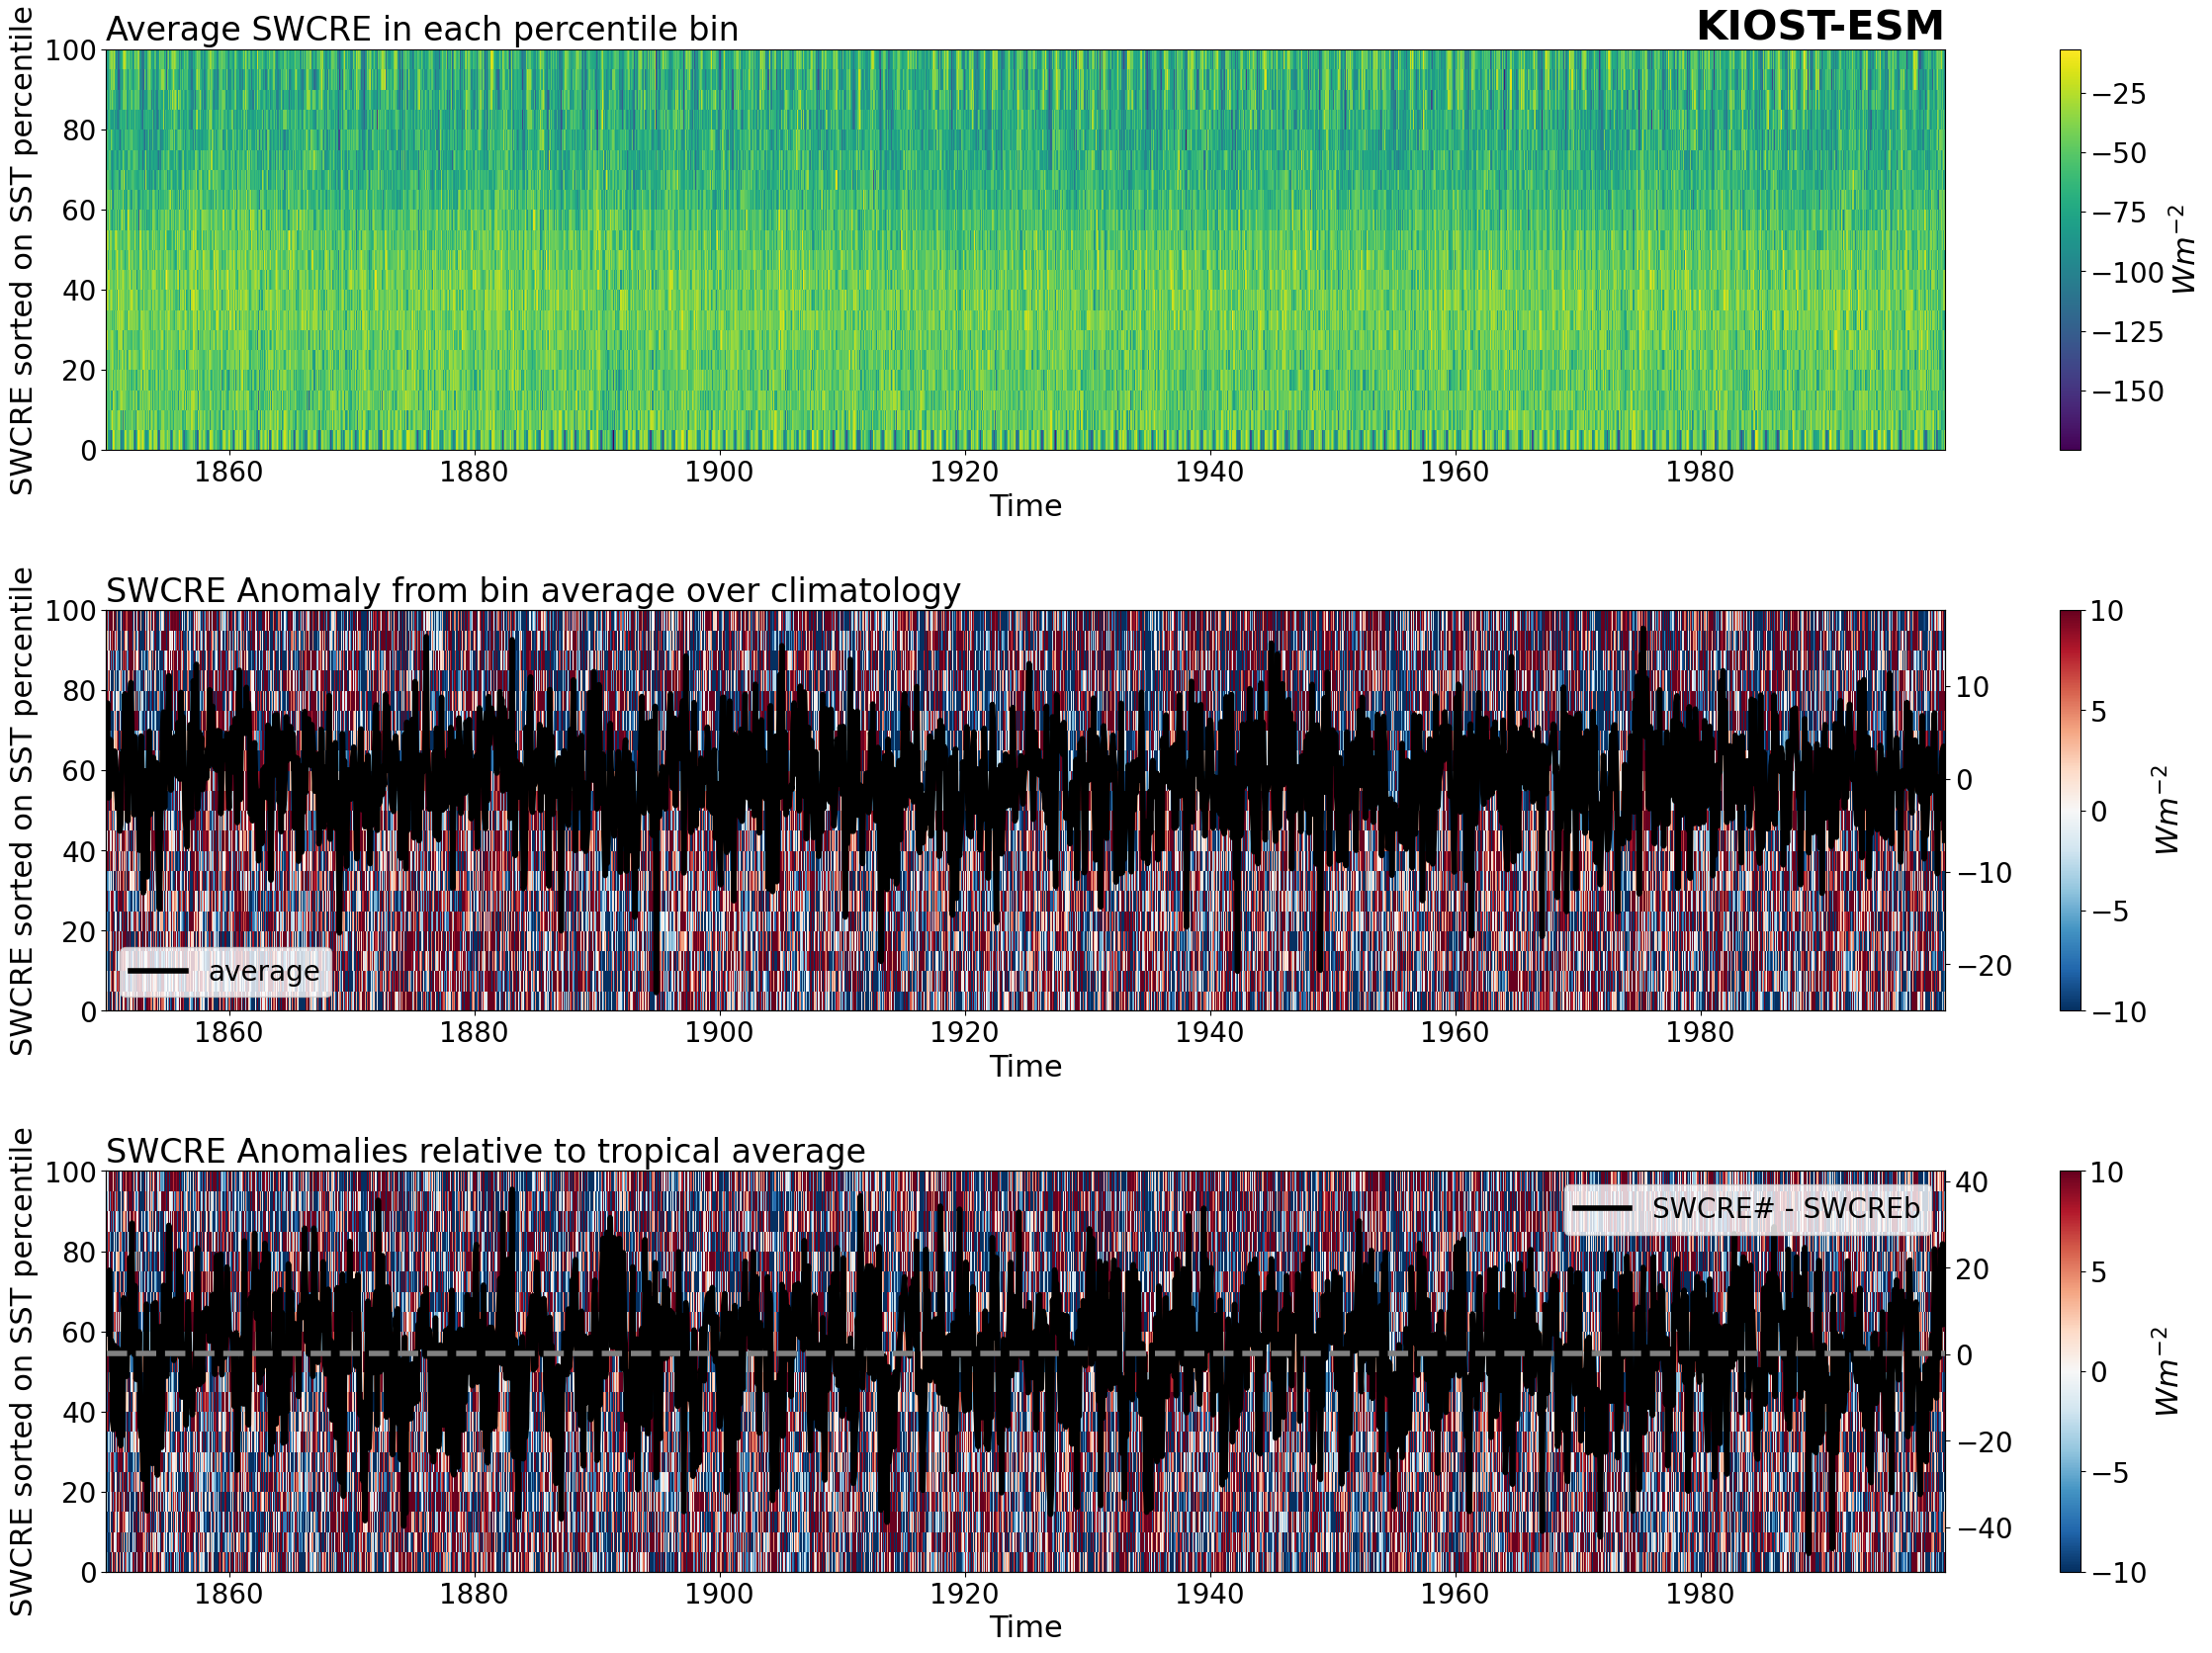 Average SWCRE in each percentile bin
KIOST-ESM
SWCRE sorted on SST percentile
100
80
60
40
20
0
1860 1880 1900 1920 1940 1960 1980
Time
−25
−50
−75
−100
−125
−150
Wm⁻²
SWCRE Anomaly from bin average over climatology
SWCRE sorted on SST percentile
100
80
60
40
20
0
average
10
0
−10
−20
1860 1880 1900 1920 1940 1960 1980
Time
10
5
0
−5
−10
Wm⁻²
SWCRE Anomalies relative to tropical average
SWCRE sorted on SST percentile
100
80
60
40
20
0
SWCRE# - SWCREb
40
20
0
−20
−40
1860 1880 1900 1920 1940 1960 1980
Time
10
5
0
−5
−10
Wm⁻²